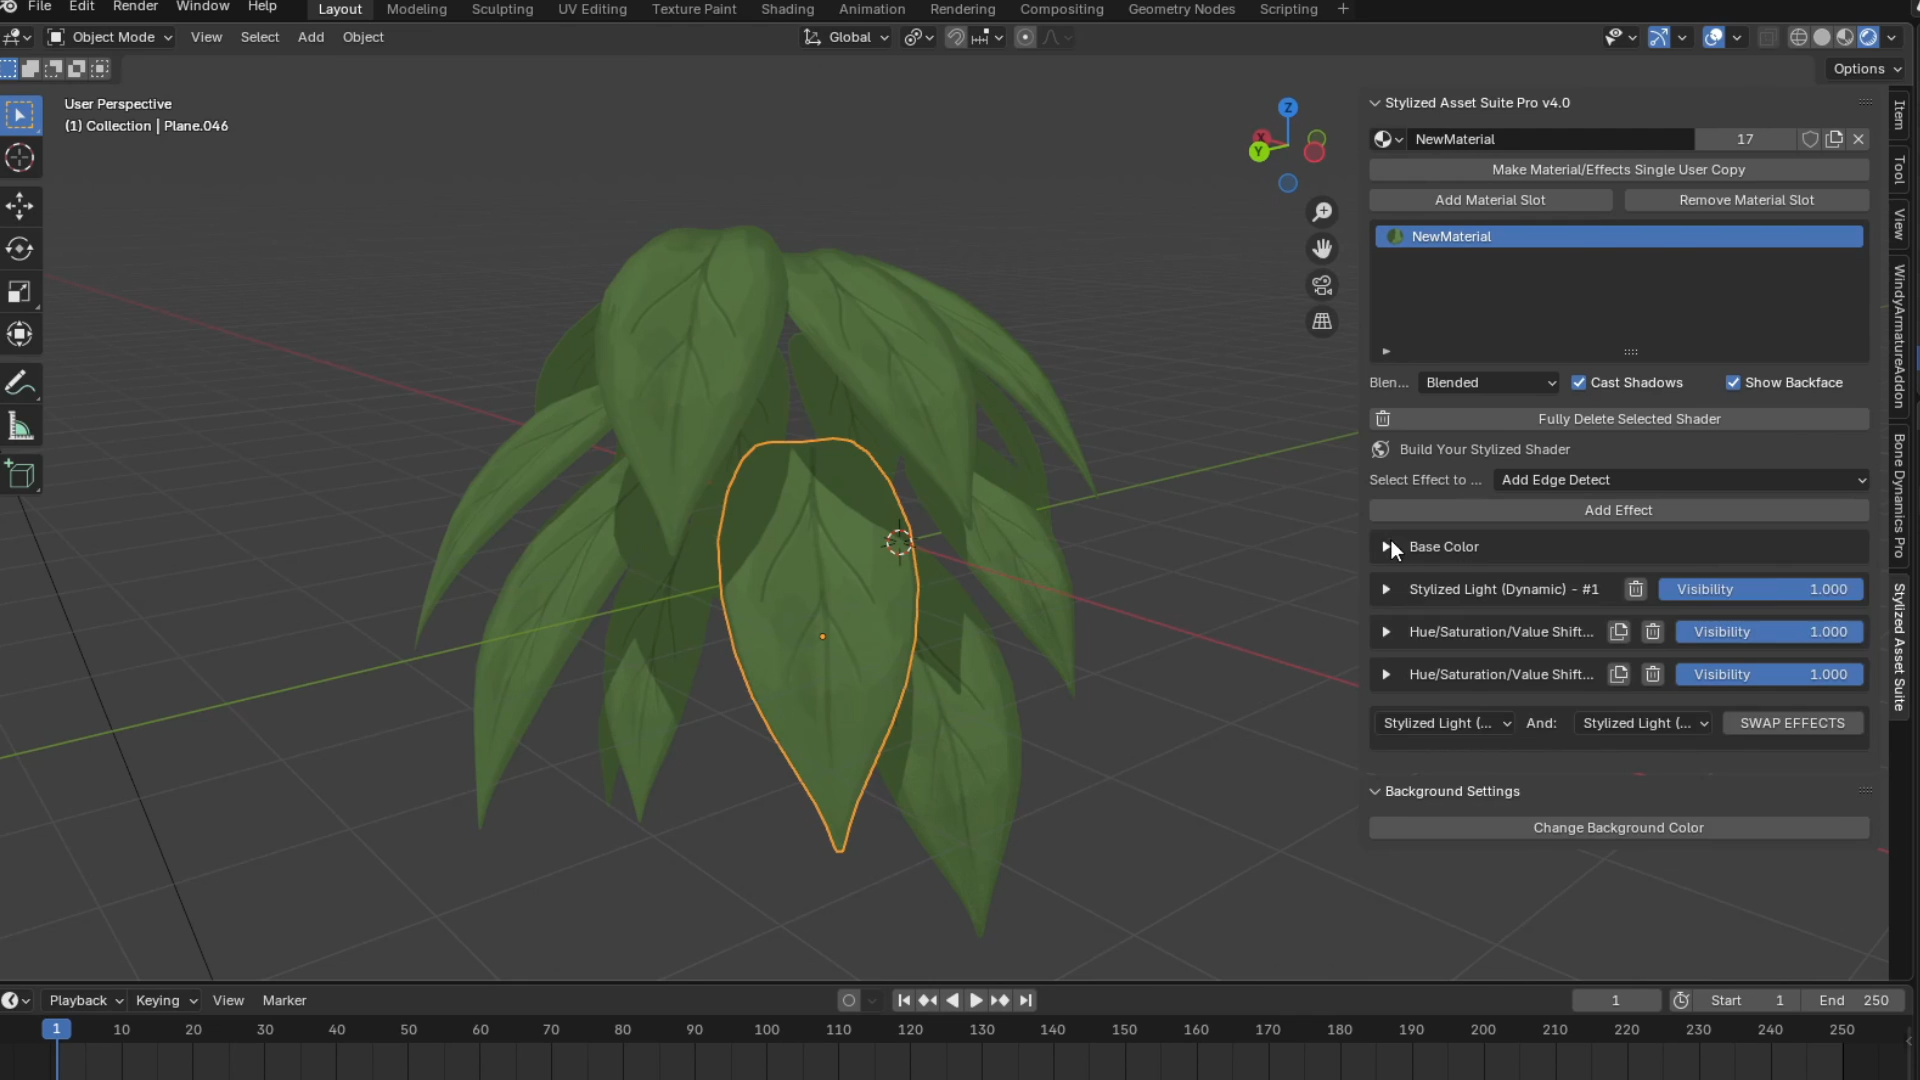 File Edit Render Window Help Layout Modeling Sculpting UV Editing Texture Paint Shading Animation Rendering Compositing Geometry Nodes Scripting +
Object Mode View Select Add Object Global
Options
User Perspective
(1) Collection | Plane.046
Z
X
Y
Stylized Asset Suite Pro v4.0
NewMaterial 17
Make Material/Effects Single User Copy
Add Material Slot Remove Material Slot
NewMaterial
Blen... Blended Cast Shadows Show Backface
Fully Delete Selected Shader
Build Your Stylized Shader
Select Effect to ... Add Edge Detect
Add Effect
Base Color
Stylized Light (Dynamic) - #1 Visibility 1.000
Hue/Saturation/Value Shift... Visibility 1.000
Hue/Saturation/Value Shift... Visibility 1.000
Stylized Light (... And: Stylized Light (... SWAP EFFECTS
Background Settings
Change Background Color
Item
Tool
View
WindyArmatureAddon
Bone Dynamics Pro
Stylized Asset Suite
Playback Keying View Marker 1 Start 1 End 250
1 10 20 30 40 50 60 70 80 90 100 110 120 130 140 150 160 170 180 190 200 210 220 230 240 250